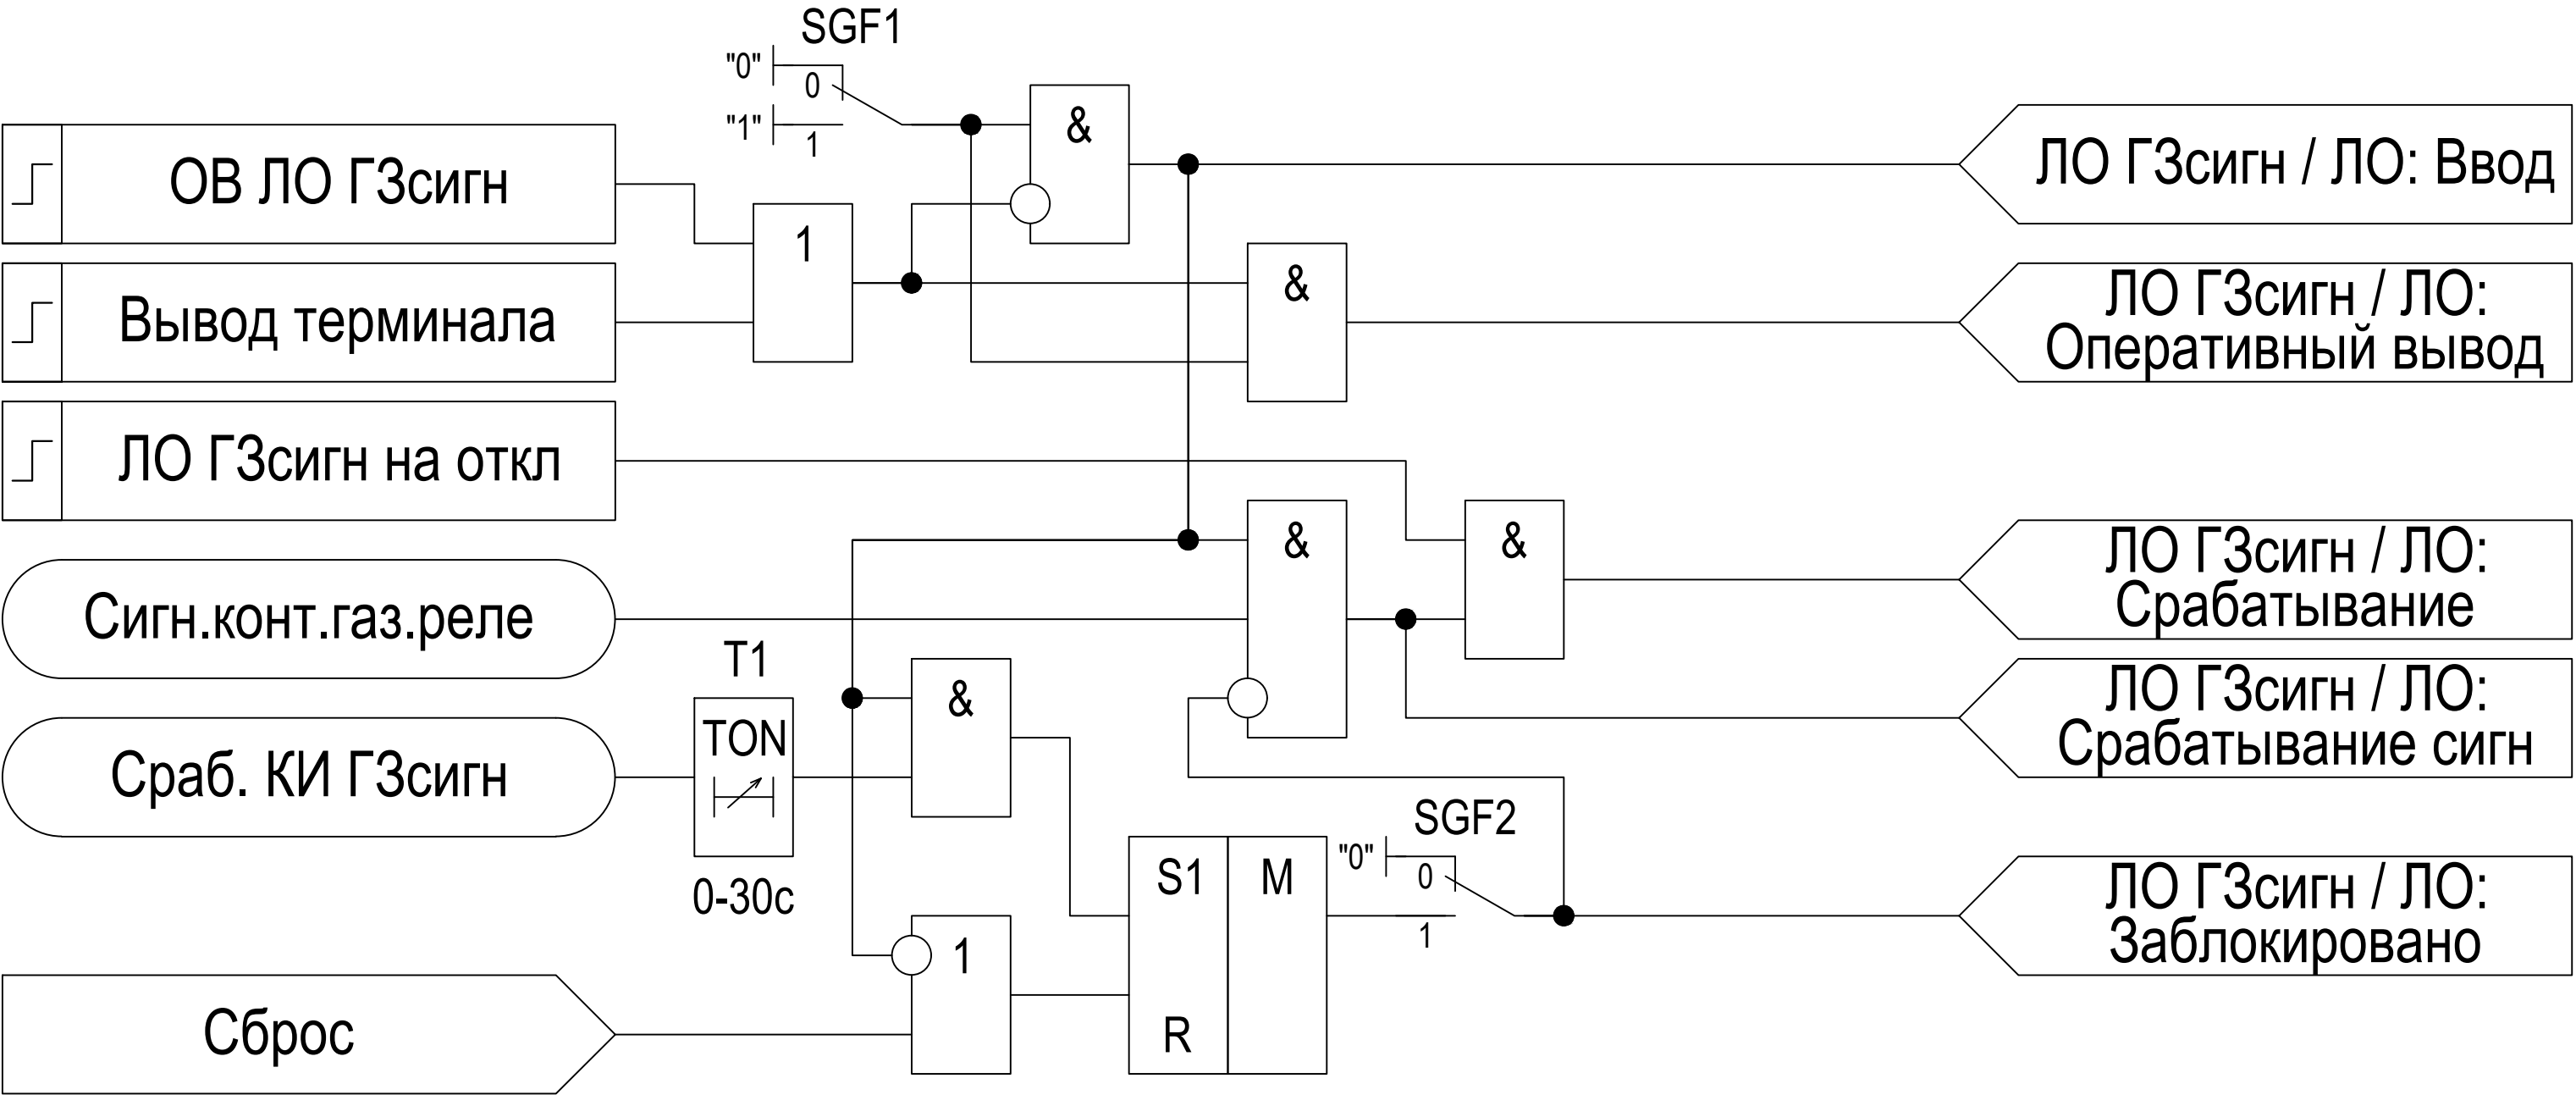 SGF1
"0"
0
"1"
1
&
ОВ ЛО ГЗсигн
ЛО ГЗсигн / ЛО: Ввод
1
Вывод терминала
&
ЛО ГЗсигн / ЛО:
Оперативный вывод
ЛО ГЗсигн на откл
&
&
ЛО ГЗсигн / ЛО:
Срабатывание
Сигн.конт.газ.реле
T1
TON
0-30с
&
ЛО ГЗсигн / ЛО:
Срабатывание сигн
Сраб. КИ ГЗсигн
SGF2
"0"
0
1
S1
M
R
ЛО ГЗсигн / ЛО:
Заблокировано
1
Сброс